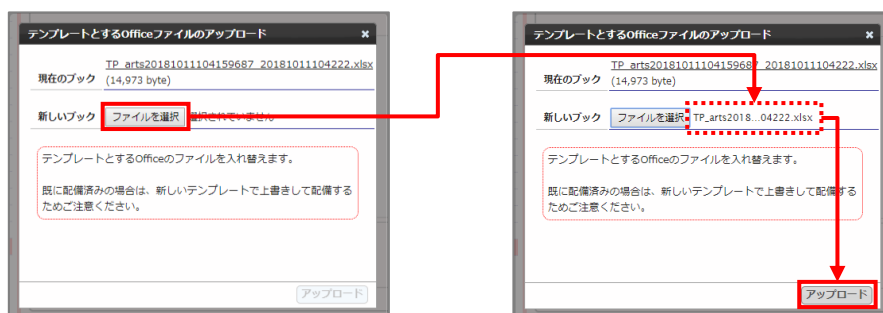 テンプレートとするOfficeファイルのアップロード ×
現在のブック TP_arts20181011104159687_20181011104222.xlsx
(14,973 byte)
新しいブック ファイルを選択 選択されていません
テンプレートとするOfficeのファイルを入れ替えます。
既に配備済みの場合は、新しいテンプレートで上書きして配備する
ためご注意ください。
アップロード
テンプレートとするOfficeファイルのアップロード ×
現在のブック TP_arts20181011104159687_20181011104222.xlsx
(14,973 byte)
新しいブック ファイルを選択 TP_arts2018...04222.xlsx
テンプレートとするOfficeのファイルを入れ替えます。
既に配備済みの場合は、新しいテンプレートで上書きして配備する
ためご注意ください。
アップロード